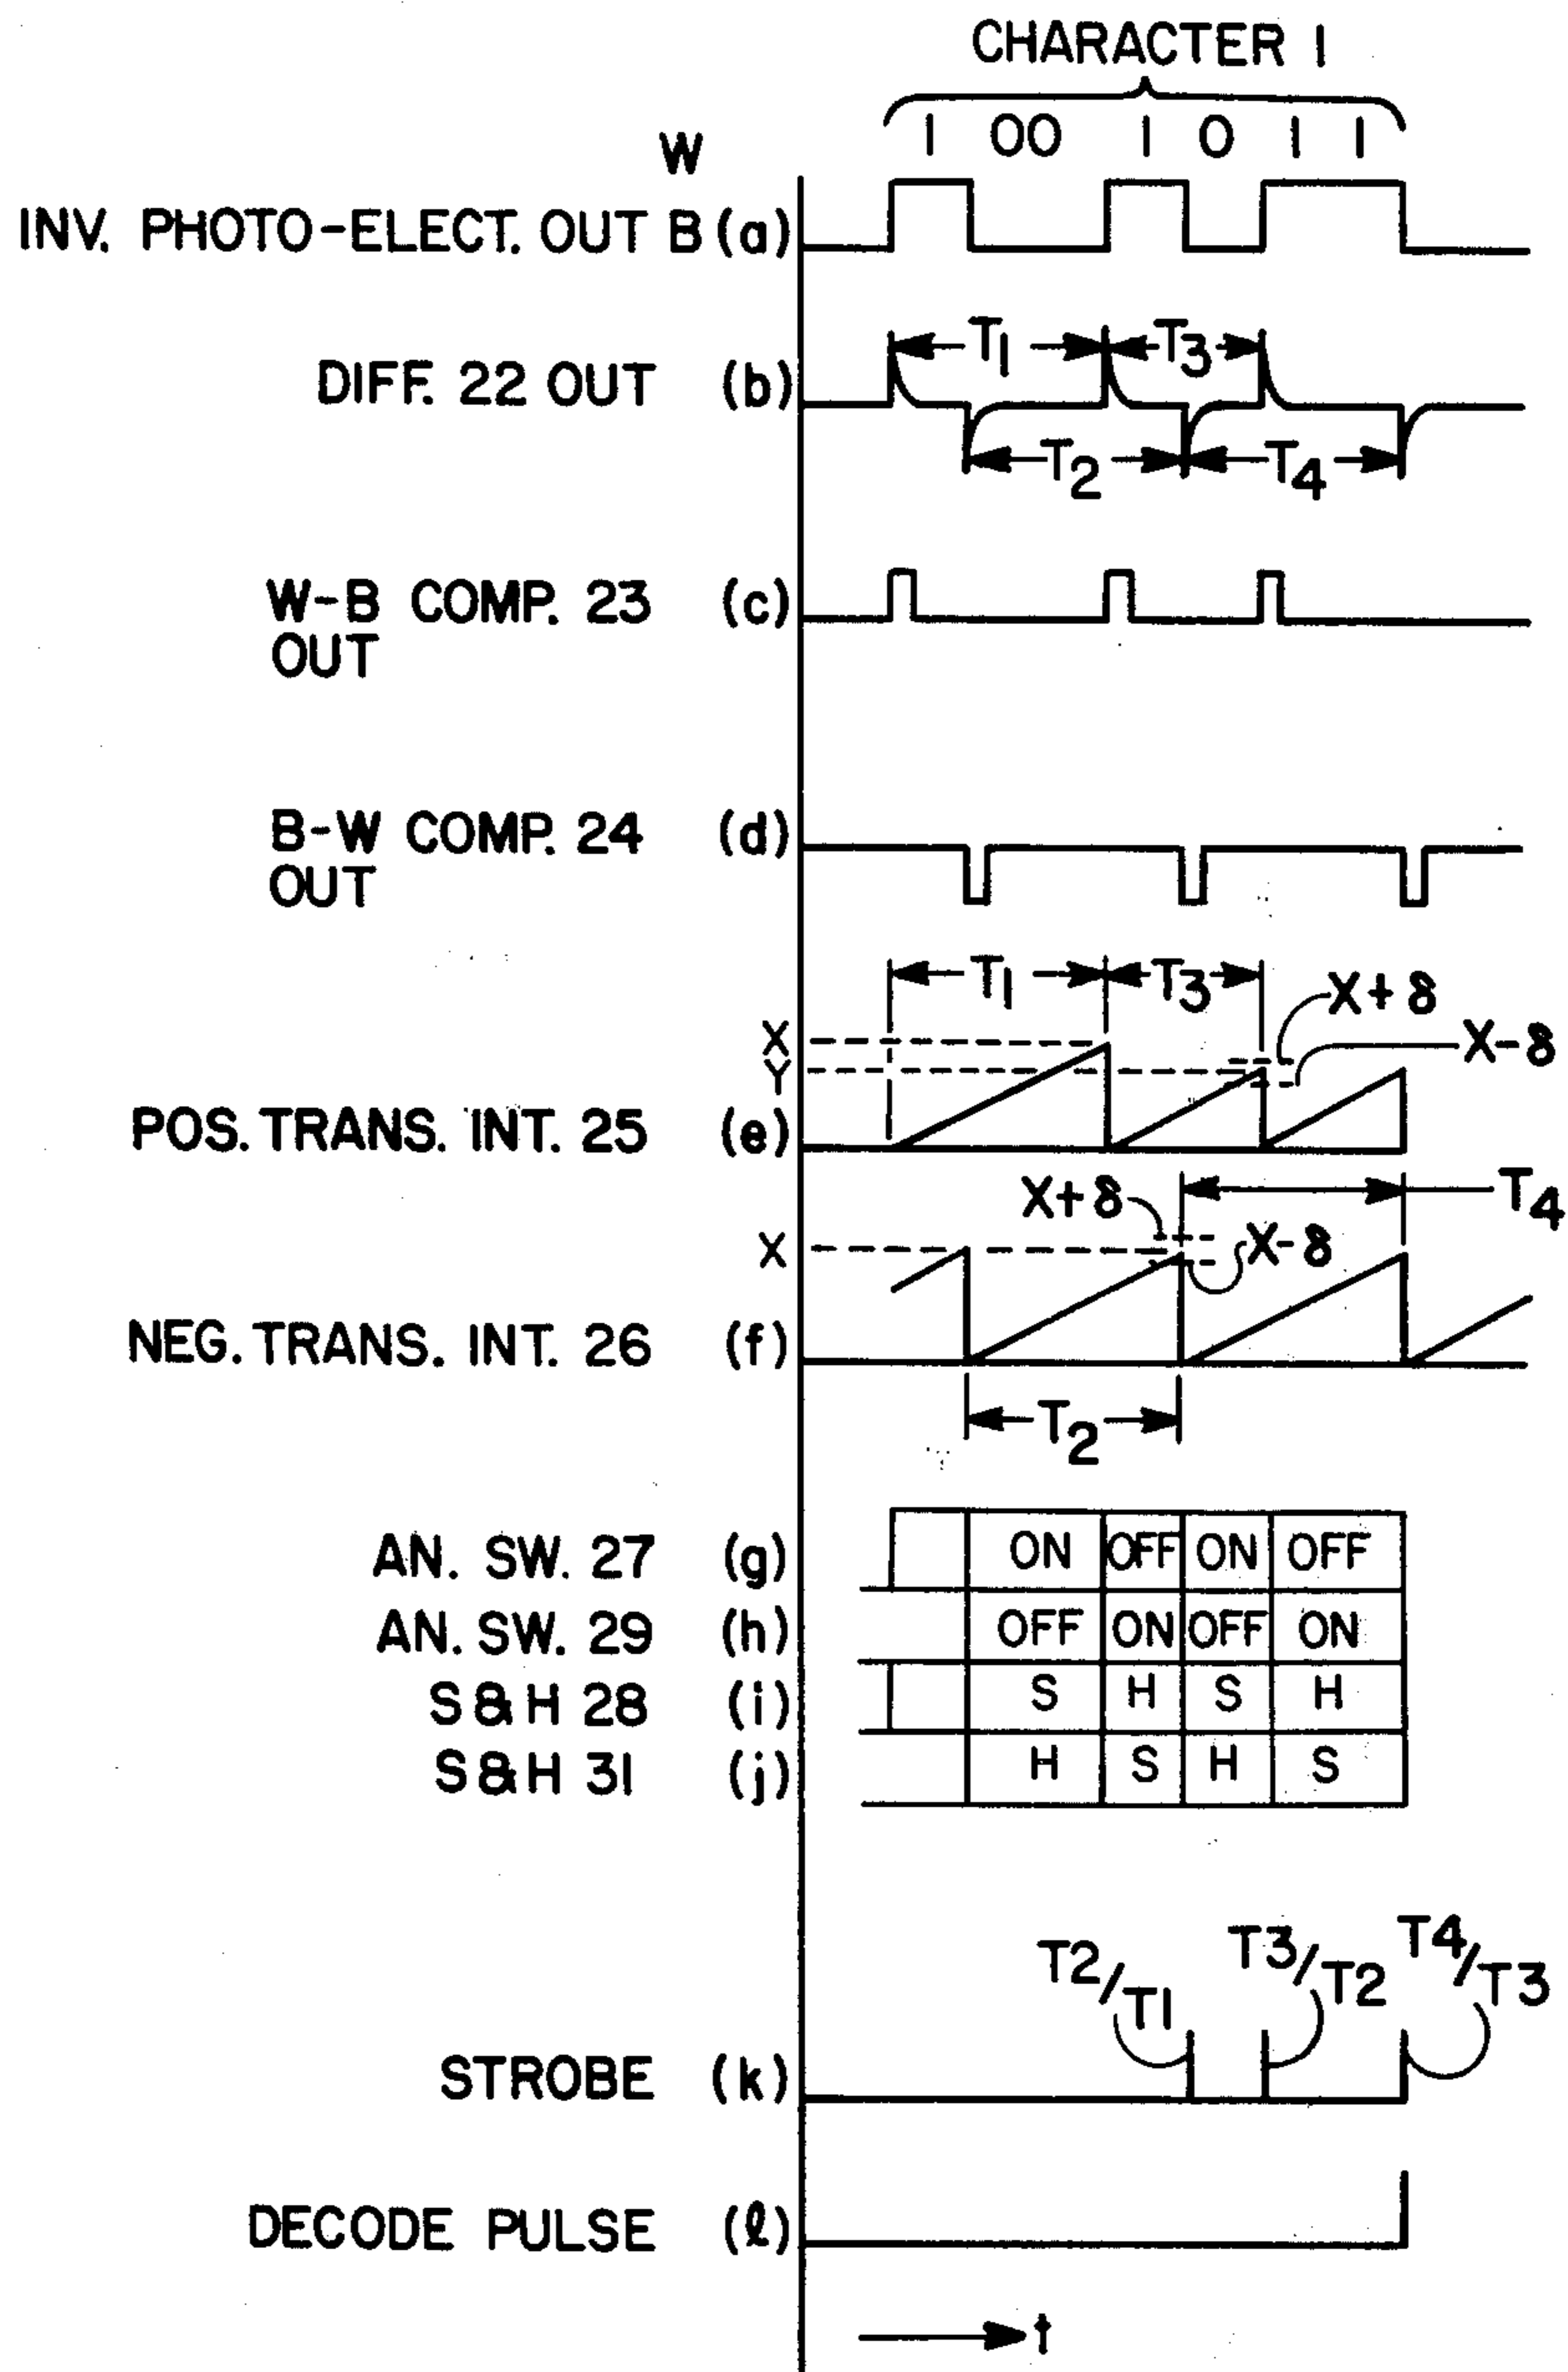 CHARACTER 1
1 00 1 0 1 1
W
INV. PHOTO-ELECT. OUT B (a)
T1 T3
DIFF. 22 OUT (b)
T2 T4
W-B COMP. 23 (c)
OUT
B-W COMP. 24 (d)
OUT
T1 T3 X+δ
X X-δ
Y
POS. TRANS. INT. 25 (e)
X+δ T4
X X-δ
NEG. TRANS. INT. 26 (f)
T2
AN. SW. 27 (g) ON OFF ON OFF
AN. SW. 29 (h) OFF ON OFF ON
S&H 28 (i) S H S H
S&H 31 (j) H S H S
T2/T1 T3/T2 T4/T3
STROBE (k)
DECODE PULSE (l)
t